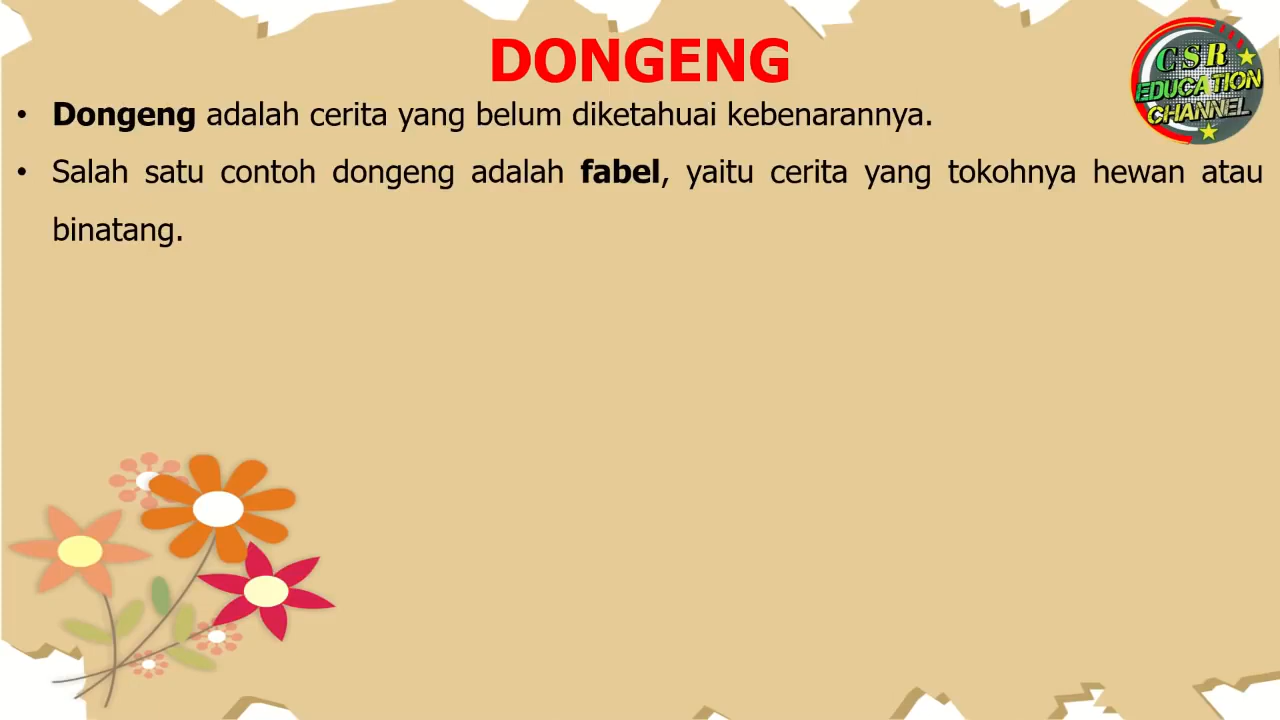 DONGENG
CSR
EDUCATION
CHANNEL
• Dongeng adalah cerita yang belum diketahuai kebenarannya.
• Salah satu contoh dongeng adalah fabel, yaitu cerita yang tokohnya hewan atau
binatang.